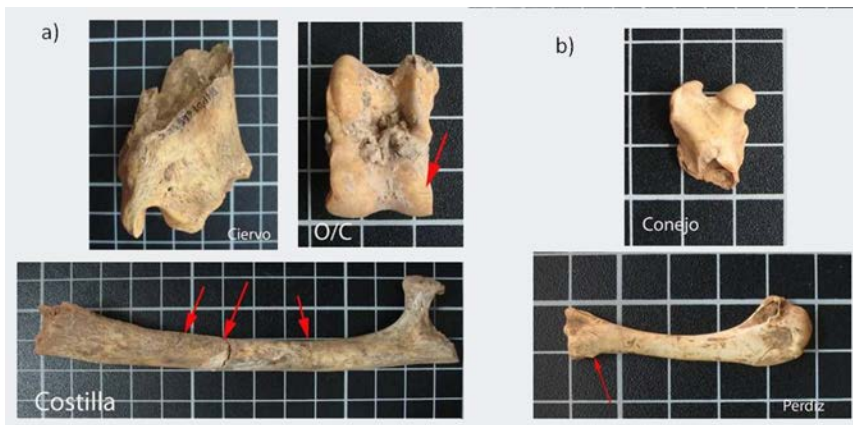 a)
Ciervo
O/C
b)
Conejo
Costilla
Perdiz